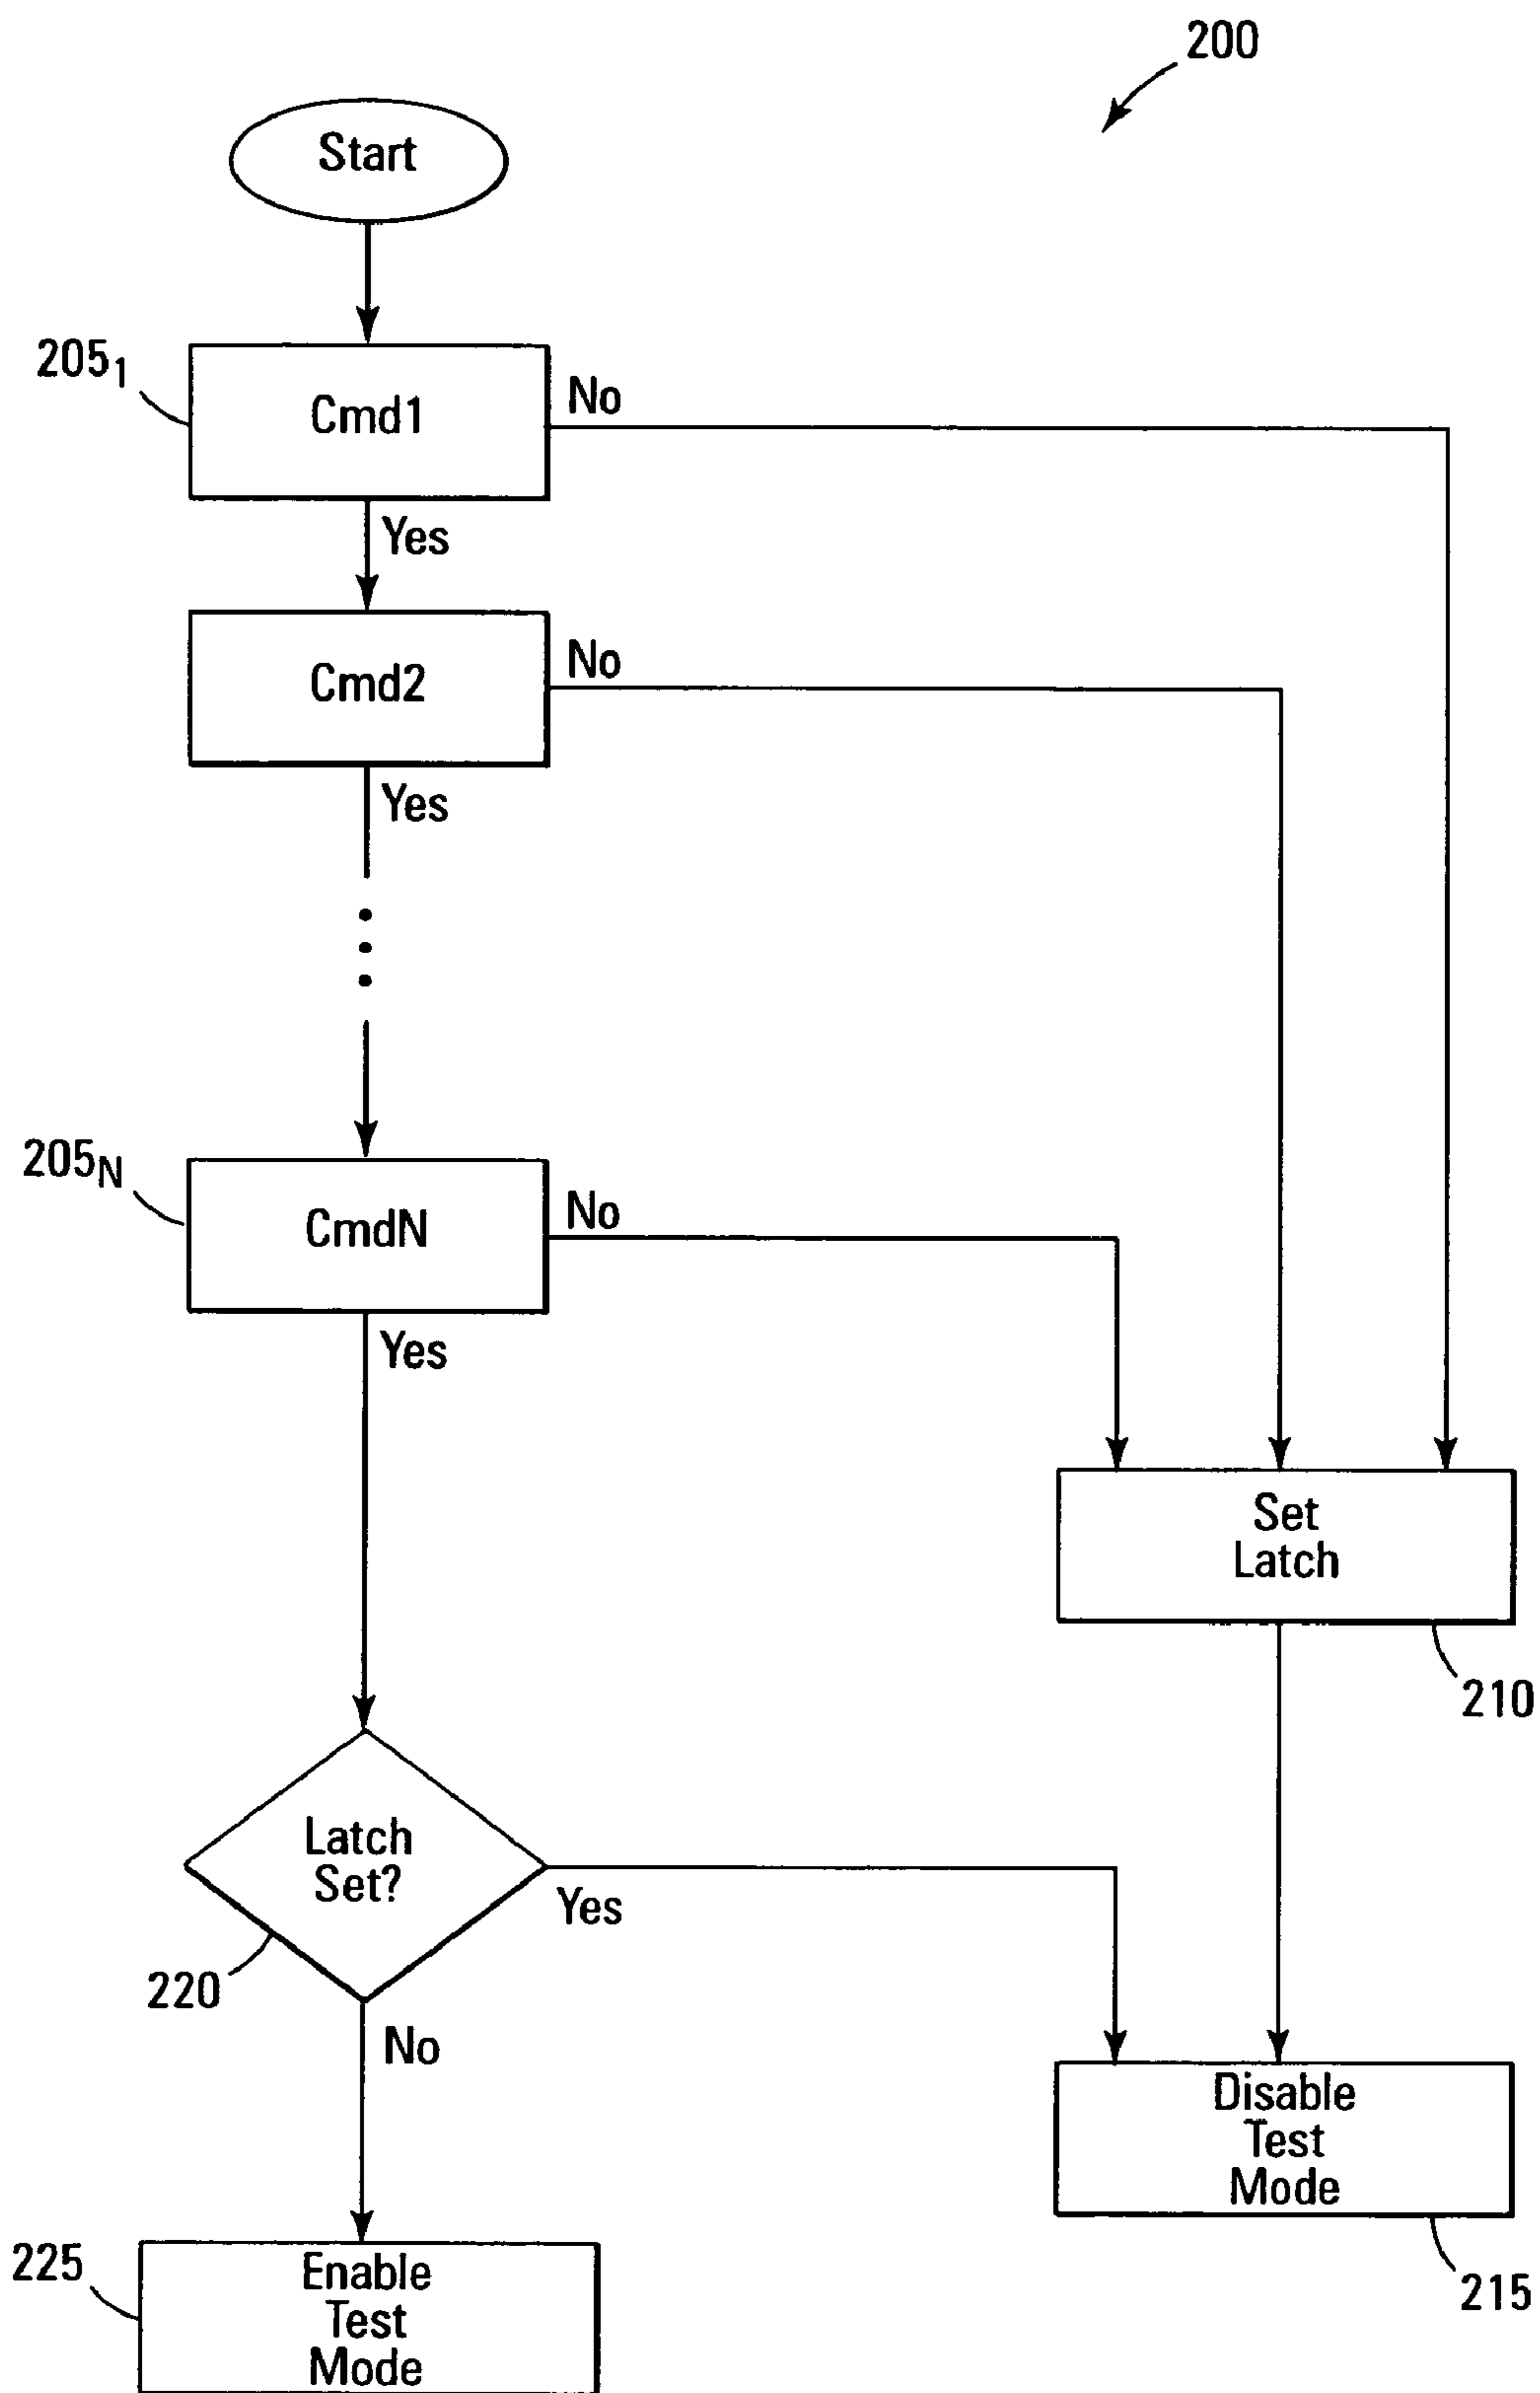 200
Start
205₁
Cmd1
No
Yes
Cmd2
No
Yes
205N
CmdN
No
Yes
Set
Latch
210
Latch
Set?
Yes
220
No
Disable
Test
Mode
215
225
Enable
Test
Mode